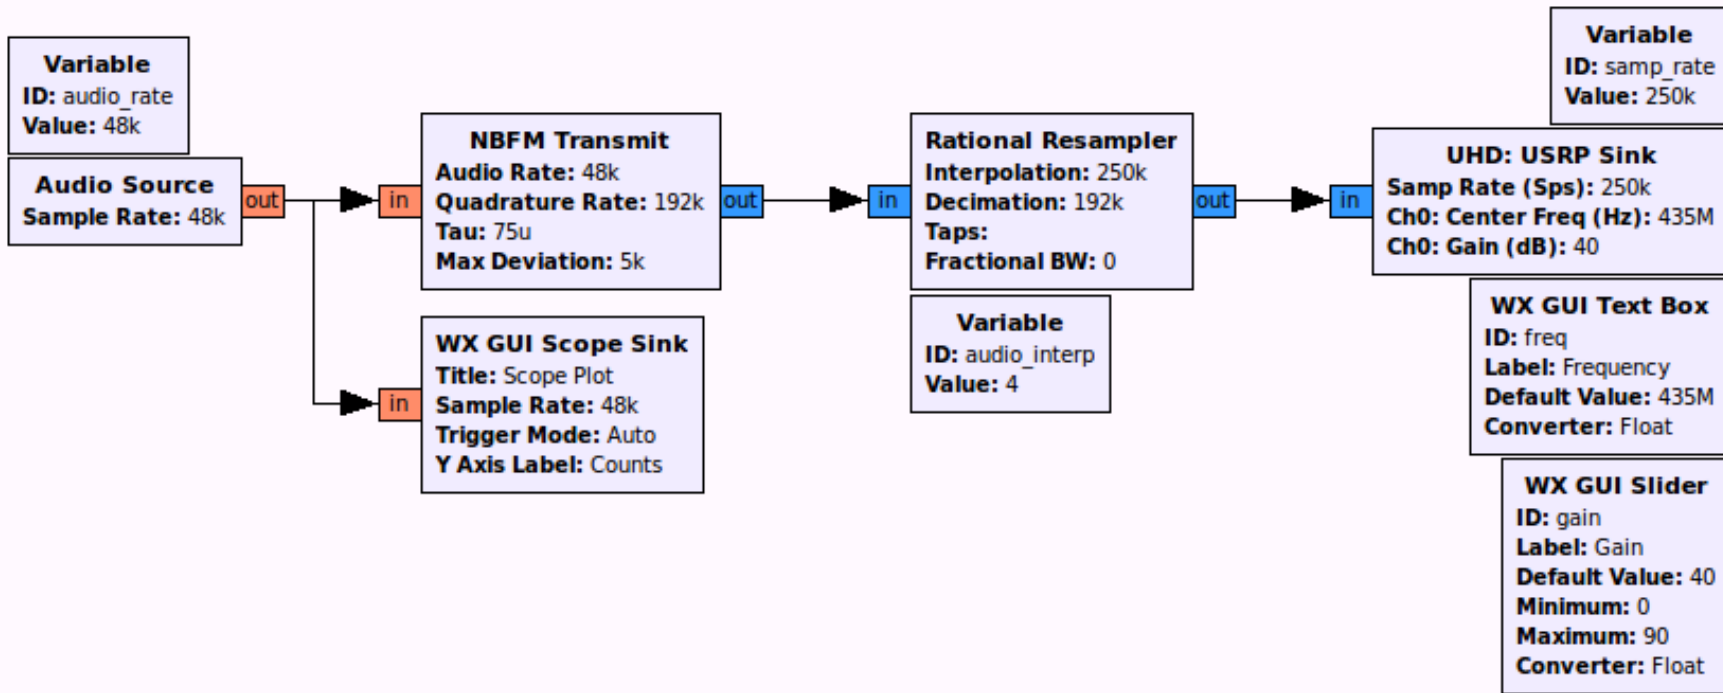 Variable
ID: audio_rate
Value: 48k
Audio Source
Sample Rate: 48k
out
in
NBFM Transmit
Audio Rate: 48k
Quadrature Rate: 192k
Tau: 75u
Max Deviation: 5k
out
in
WX GUI Scope Sink
Title: Scope Plot
Sample Rate: 48k
Trigger Mode: Auto
Y Axis Label: Counts
in
Rational Resampler
Interpolation: 250k
Decimation: 192k
Taps:
Fractional BW: 0
out
Variable
ID: audio_interp
Value: 4
Variable
ID: samp_rate
Value: 250k
in
UHD: USRP Sink
Samp Rate (Sps): 250k
Ch0: Center Freq (Hz): 435M
Ch0: Gain (dB): 40
WX GUI Text Box
ID: freq
Label: Frequency
Default Value: 435M
Converter: Float
WX GUI Slider
ID: gain
Label: Gain
Default Value: 40
Minimum: 0
Maximum: 90
Converter: Float